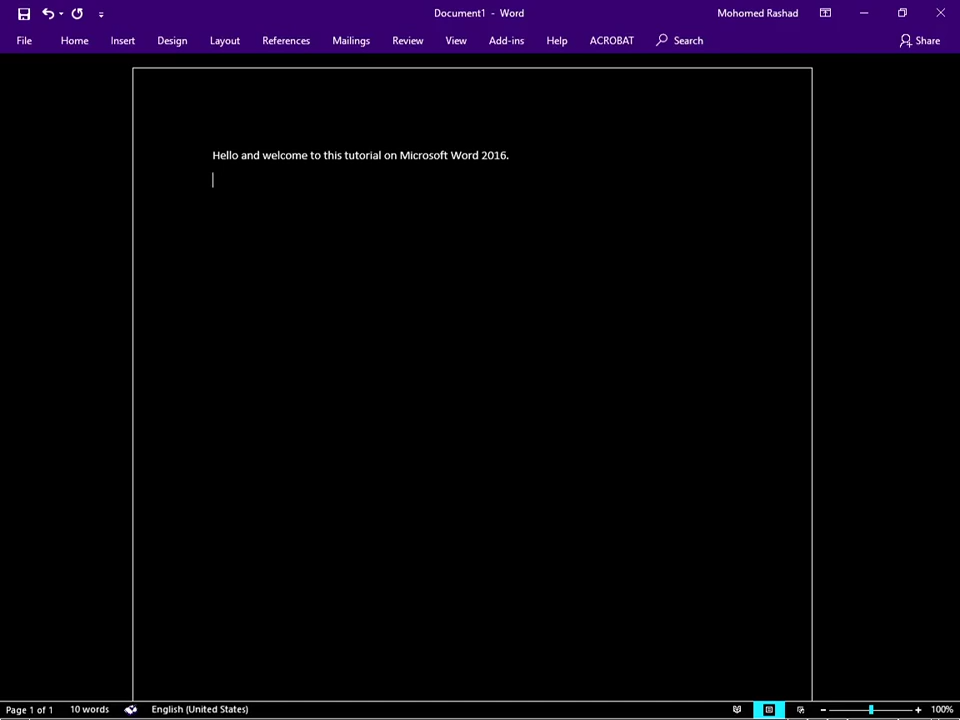 Document1 - Word
Mohomed Rashad
File Home Insert Design Layout References Mailings Review View Add-ins Help ACROBAT Search Share
Hello and welcome to this tutorial on Microsoft Word 2016.
Page 1 of 1 10 words English (United States) 100%